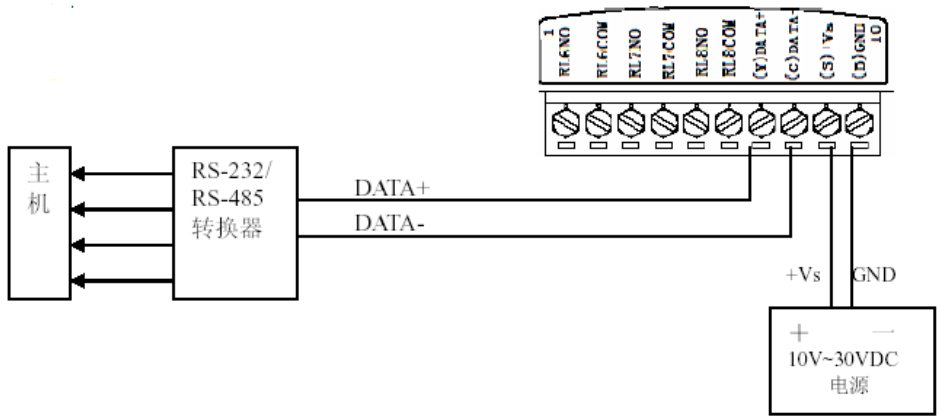 1
RL6NO
RL6COM
RL7NO
RL7COM
RL8NO
RL8COM
(Y)DATA+
(G)DATA-
(S)+Vs
(B)GND
10
主机
RS-232/
RS-485
转换器
DATA+
DATA-
+Vs
GND
+ —
10V~30VDC
电源